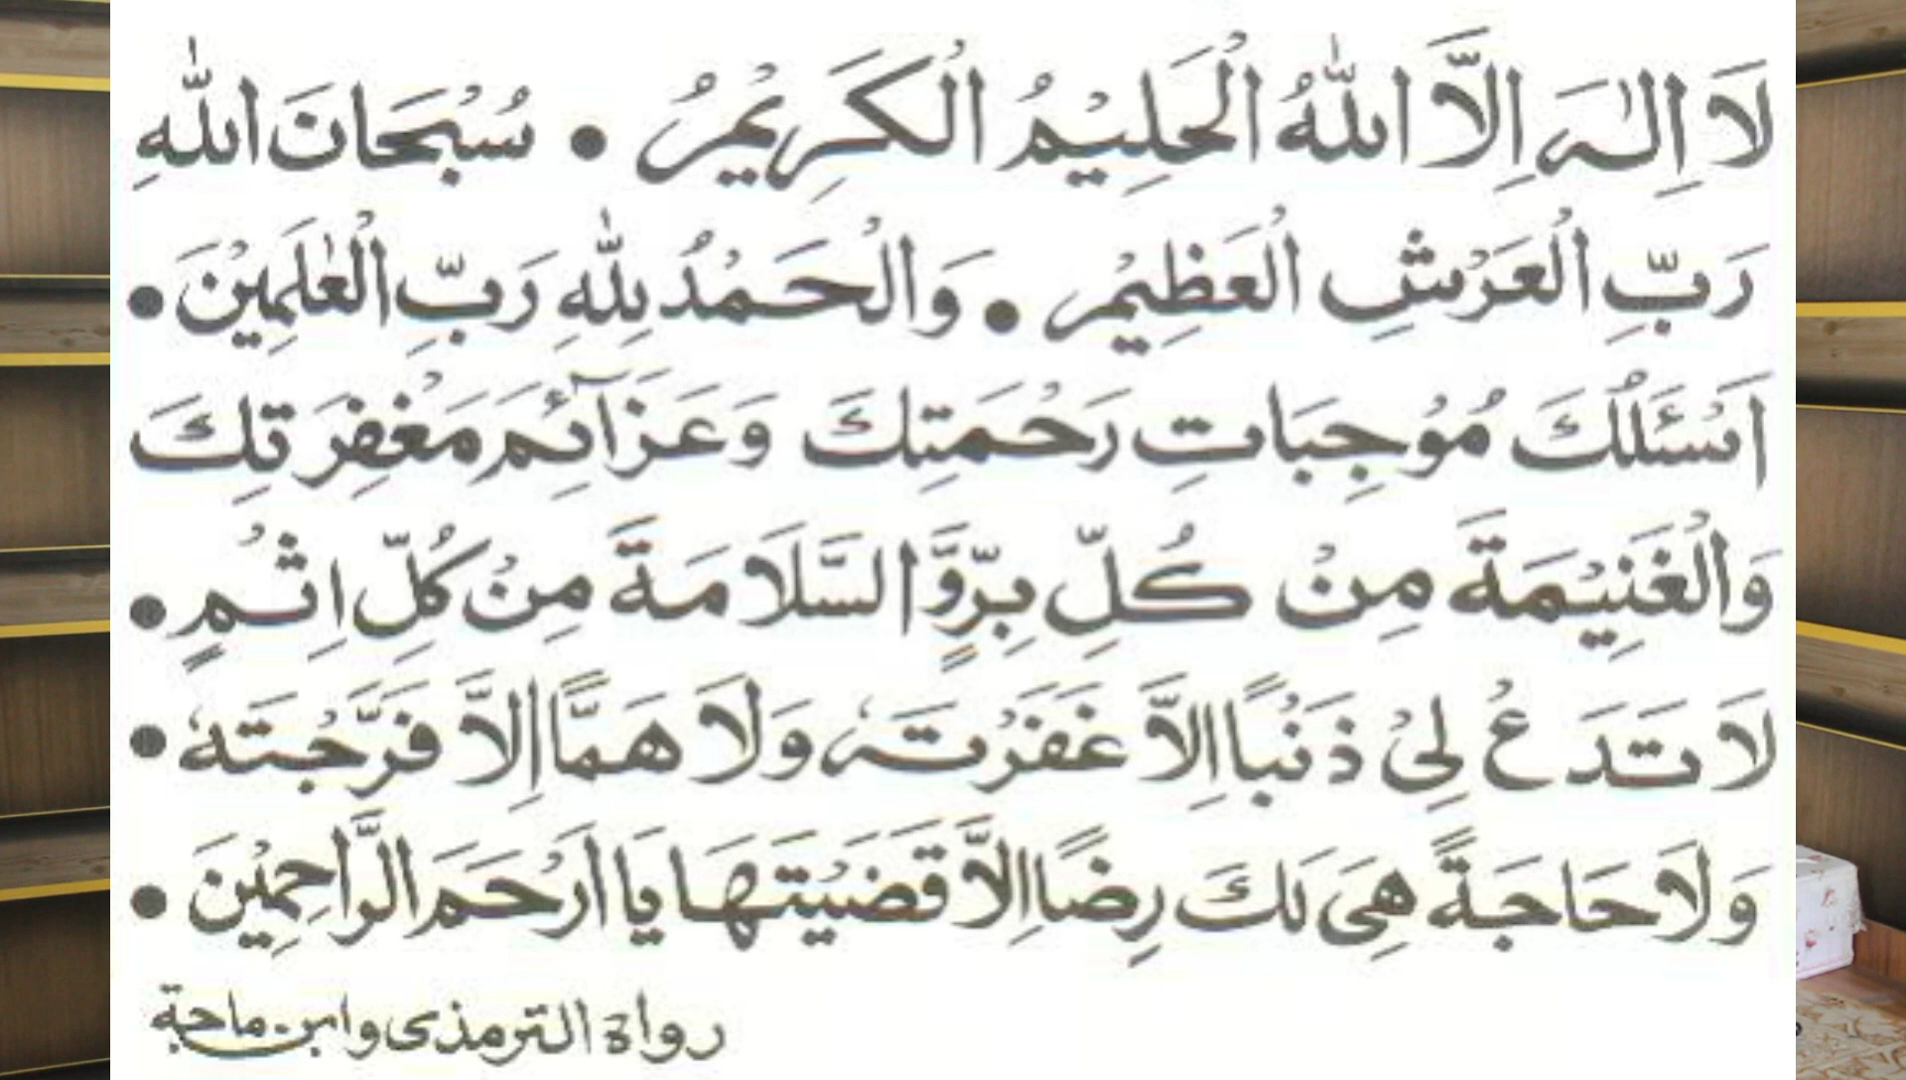 لَا اِلٰهَ اِلَّا اللّٰهُ الْحَلِيْمُ الْكَرِيْمُ • سُبْحَانَ اللّٰهِ
رَبِّ الْعَرْشِ الْعَظِيْمِ • وَالْحَمْدُ لِلّٰهِ رَبِّ الْعٰلَمِيْنَ •
اَسْئَلُكَ مُوْجِبَاتِ رَحْمَتِكَ وَعَزَآئِمَ مَغْفِرَتِكَ
وَالْغَنِيْمَةَ مِنْ كُلِّ بِرٍّ وَّالسَّلَامَةَ مِنْ كُلِّ اِثْمٍ •
لَا تَدَعْ لِيْ ذَنْبًا اِلَّا غَفَرْتَهٗ وَلَا هَمًّا اِلَّا فَرَّجْتَهٗ •
وَلَا حَاجَةً هِيَ لَكَ رِضًا اِلَّا قَضَيْتَهَا يَا اَرْحَمَ الرَّاحِمِيْنَ •
رواه الترمذى وابن ماجة